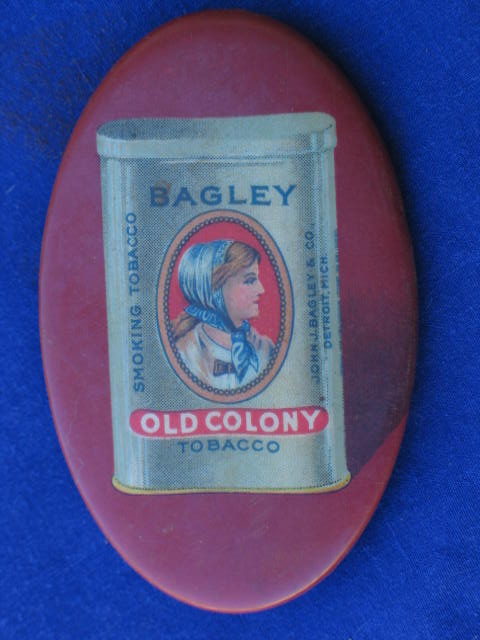 BAGLEY
SMOKING TOBACCO
JOHN J. BAGLEY & CO.
DETROIT, MICH.
OLD COLONY
TOBACCO